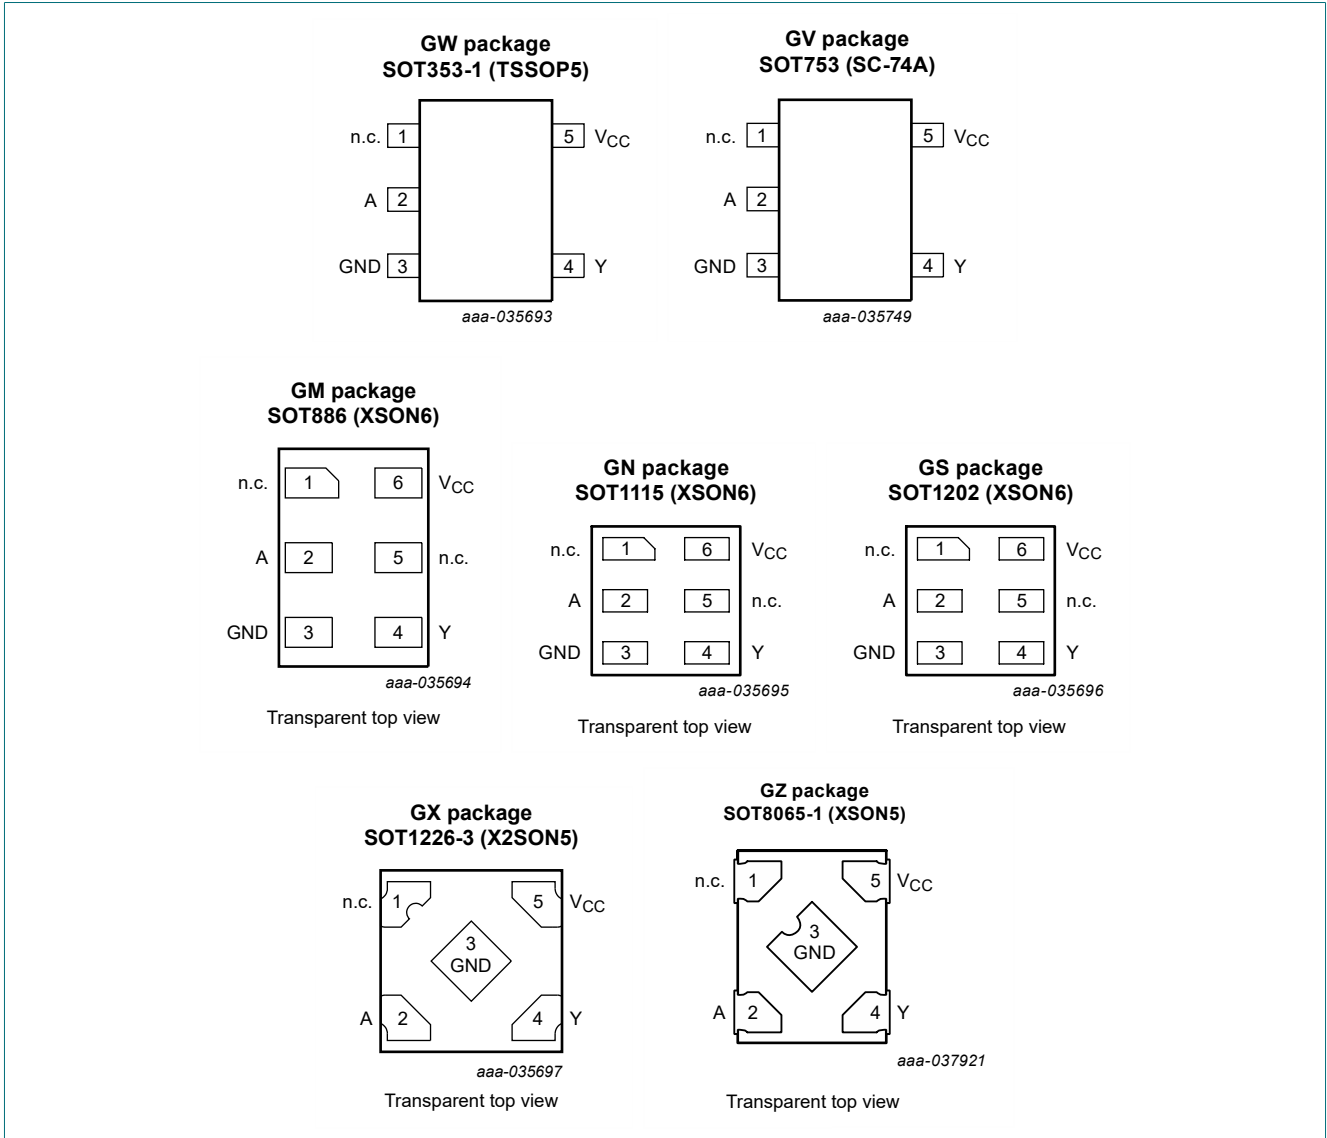 GW package
SOT353-1 (TSSOP5)
n.c. 1
5 VCC
A 2
GND 3
4 Y
aaa-035693
GV package
SOT753 (SC-74A)
n.c. 1
5 VCC
A 2
GND 3
4 Y
aaa-035749
GM package
SOT886 (XSON6)
n.c. 1 6 VCC
A 2 5 n.c.
GND 3 4 Y
aaa-035694
Transparent top view
GN package
SOT1115 (XSON6)
n.c. 1 6 VCC
A 2 5 n.c.
GND 3 4 Y
aaa-035695
Transparent top view
GS package
SOT1202 (XSON6)
n.c. 1 6 VCC
A 2 5 n.c.
GND 3 4 Y
aaa-035696
Transparent top view
GX package
SOT1226-3 (X2SON5)
n.c. 1 5 VCC
3
GND
A 2 4 Y
aaa-035697
Transparent top view
GZ package
SOT8065-1 (XSON5)
n.c. 1 5 VCC
3
GND
A 2 4 Y
aaa-037921
Transparent top view